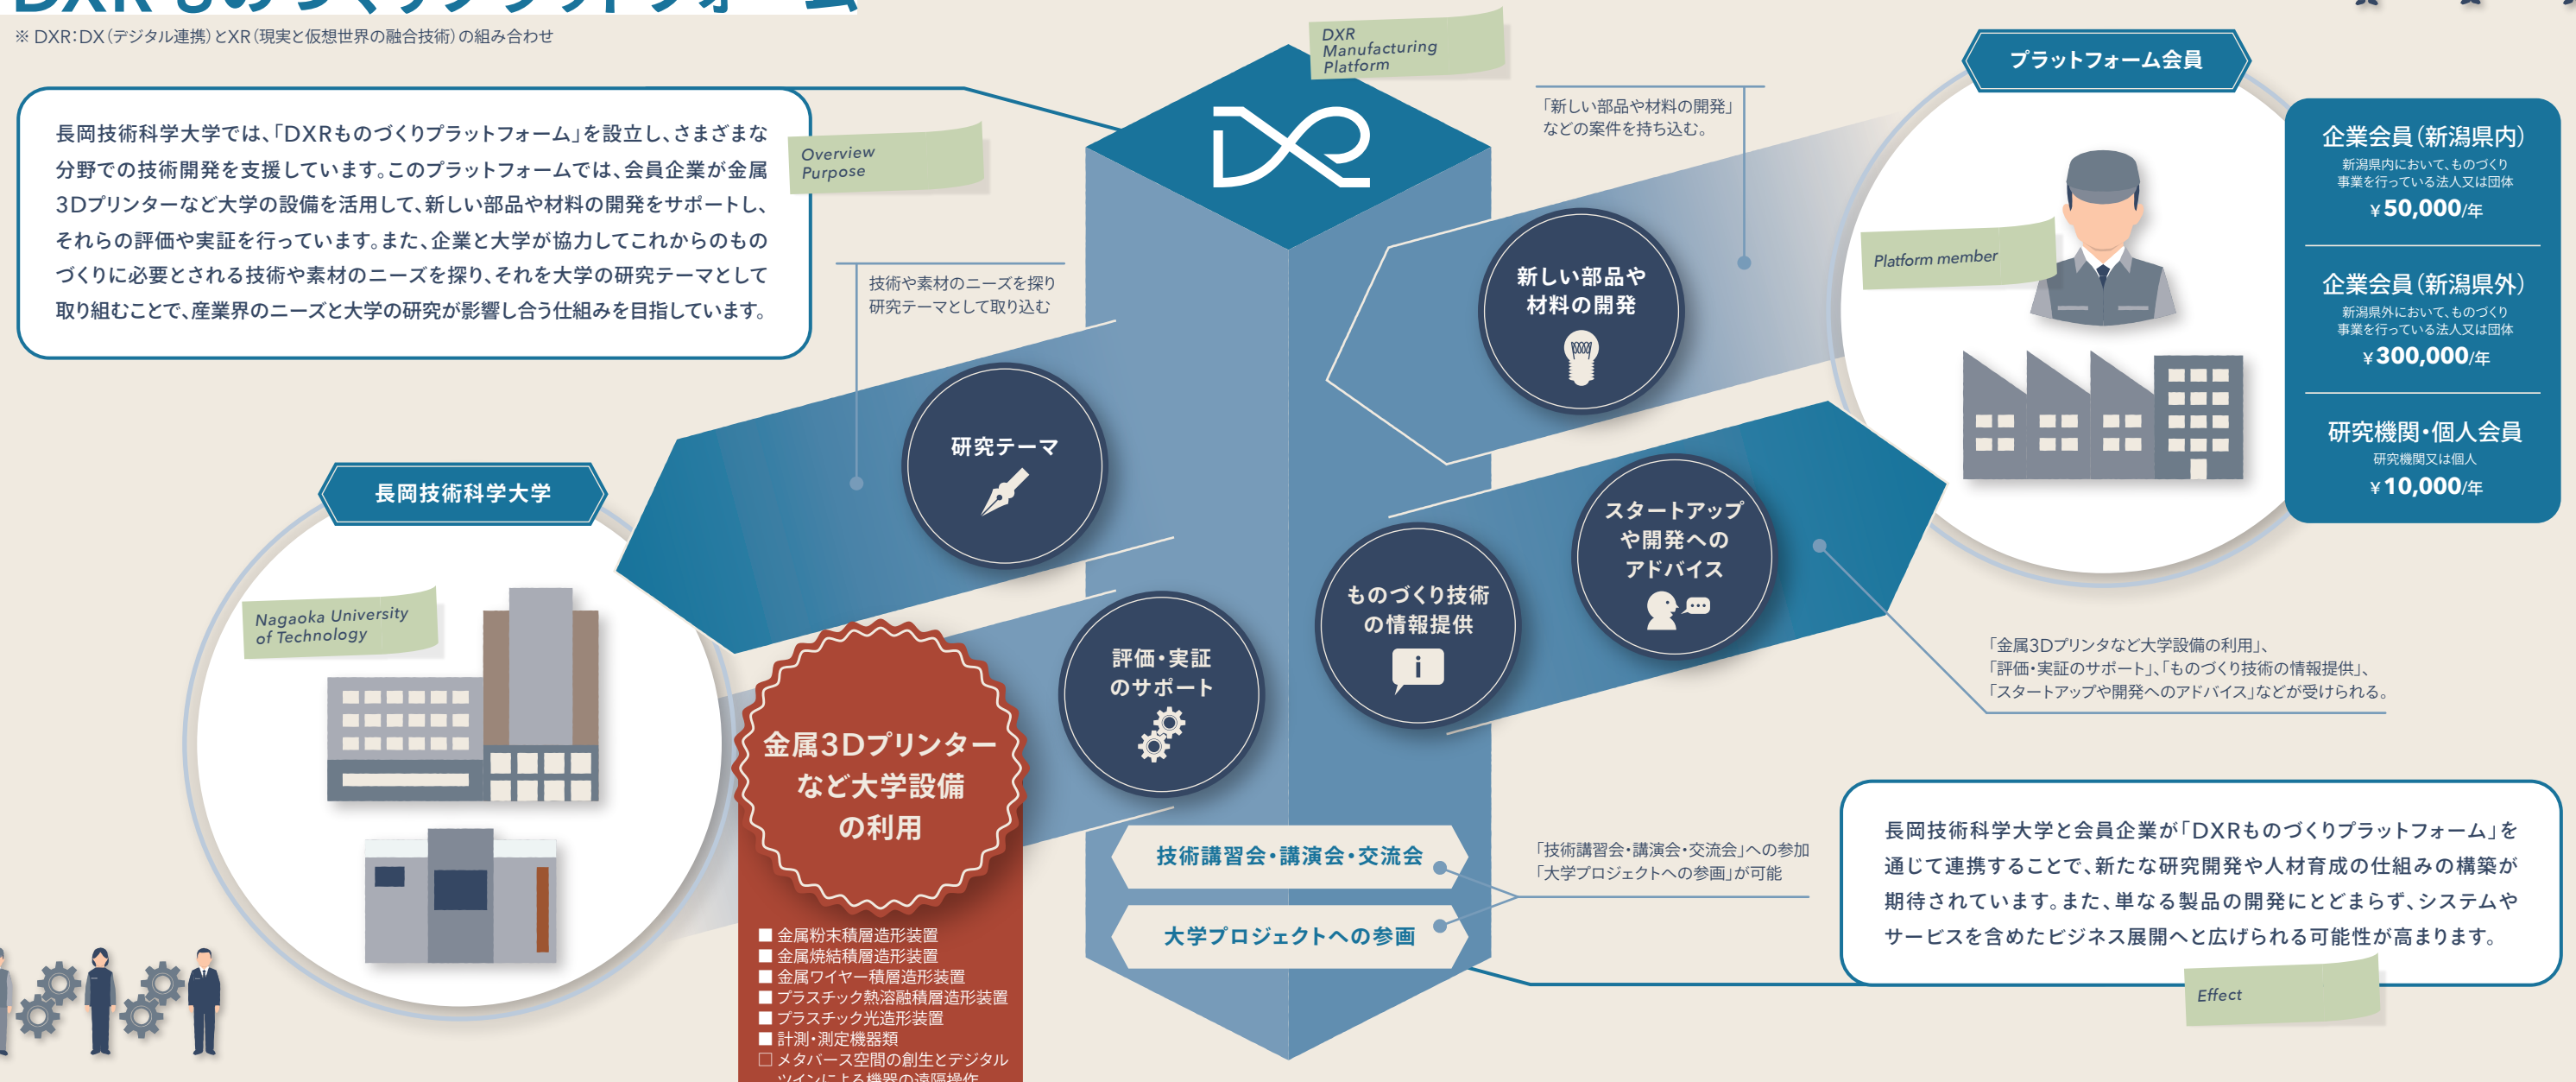 DXRものづくりプラットフォーム
※ DXR：DX（デジタル連携）とXR（現実と仮想世界の融合技術）の組み合わせ
長岡技術科学大学では、「DXRものづくりプラットフォーム」を設立し、さまざまな
分野での技術開発を支援しています。このプラットフォームでは、会員企業が金属
3Dプリンターなど大学の設備を活用して、新しい部品や材料の開発をサポートし、
それらの評価や実証を行っています。また、企業と大学が協力してこれからのもの
づくりに必要とされる技術や素材のニーズを探り、それを大学の研究テーマとして
取り組むことで、産業界のニーズと大学の研究が影響し合う仕組みを目指しています。
Overview
Purpose
DXR
Manufacturing
Platform
DXR
「新しい部品や材料の開発」
などの案件を持ち込む。
プラットフォーム会員
Platform member
企業会員（新潟県内）
新潟県内において、ものづくり
事業を行っている法人又は団体
¥50,000/年
企業会員（新潟県外）
新潟県外において、ものづくり
事業を行っている法人又は団体
¥300,000/年
研究機関・個人会員
研究機関又は個人
¥10,000/年
技術や素材のニーズを探り
研究テーマとして取り込む
新しい部品や
材料の開発
研究テーマ
長岡技術科学大学
Nagaoka University
of Technology
スタートアップ
や開発への
アドバイス
ものづくり技術
の情報提供
i
評価・実証
のサポート
「金属3Dプリンタなど大学設備の利用」、
「評価・実証のサポート」、「ものづくり技術の情報提供」、
「スタートアップや開発へのアドバイス」などが受けられる。
金属3Dプリンター
など大学設備
の利用
■ 金属粉末積層造形装置
■ 金属焼結積層造形装置
■ 金属ワイヤー積層造形装置
■ プラスチック熱溶融積層造形装置
■ プラスチック光造形装置
■ 計測・測定機器類
□ メタバース空間の創生とデジタル
ツインによる機器の遠隔操作
技術講習会・講演会・交流会
大学プロジェクトへの参画
「技術講習会・講演会・交流会」への参加
「大学プロジェクトへの参画」が可能
長岡技術科学大学と会員企業が「DXRものづくりプラットフォーム」を
通じて連携することで、新たな研究開発や人材育成の仕組みの構築が
期待されています。また、単なる製品の開発にとどまらず、システムや
サービスを含めたビジネス展開へと広げられる可能性が高まります。
Effect